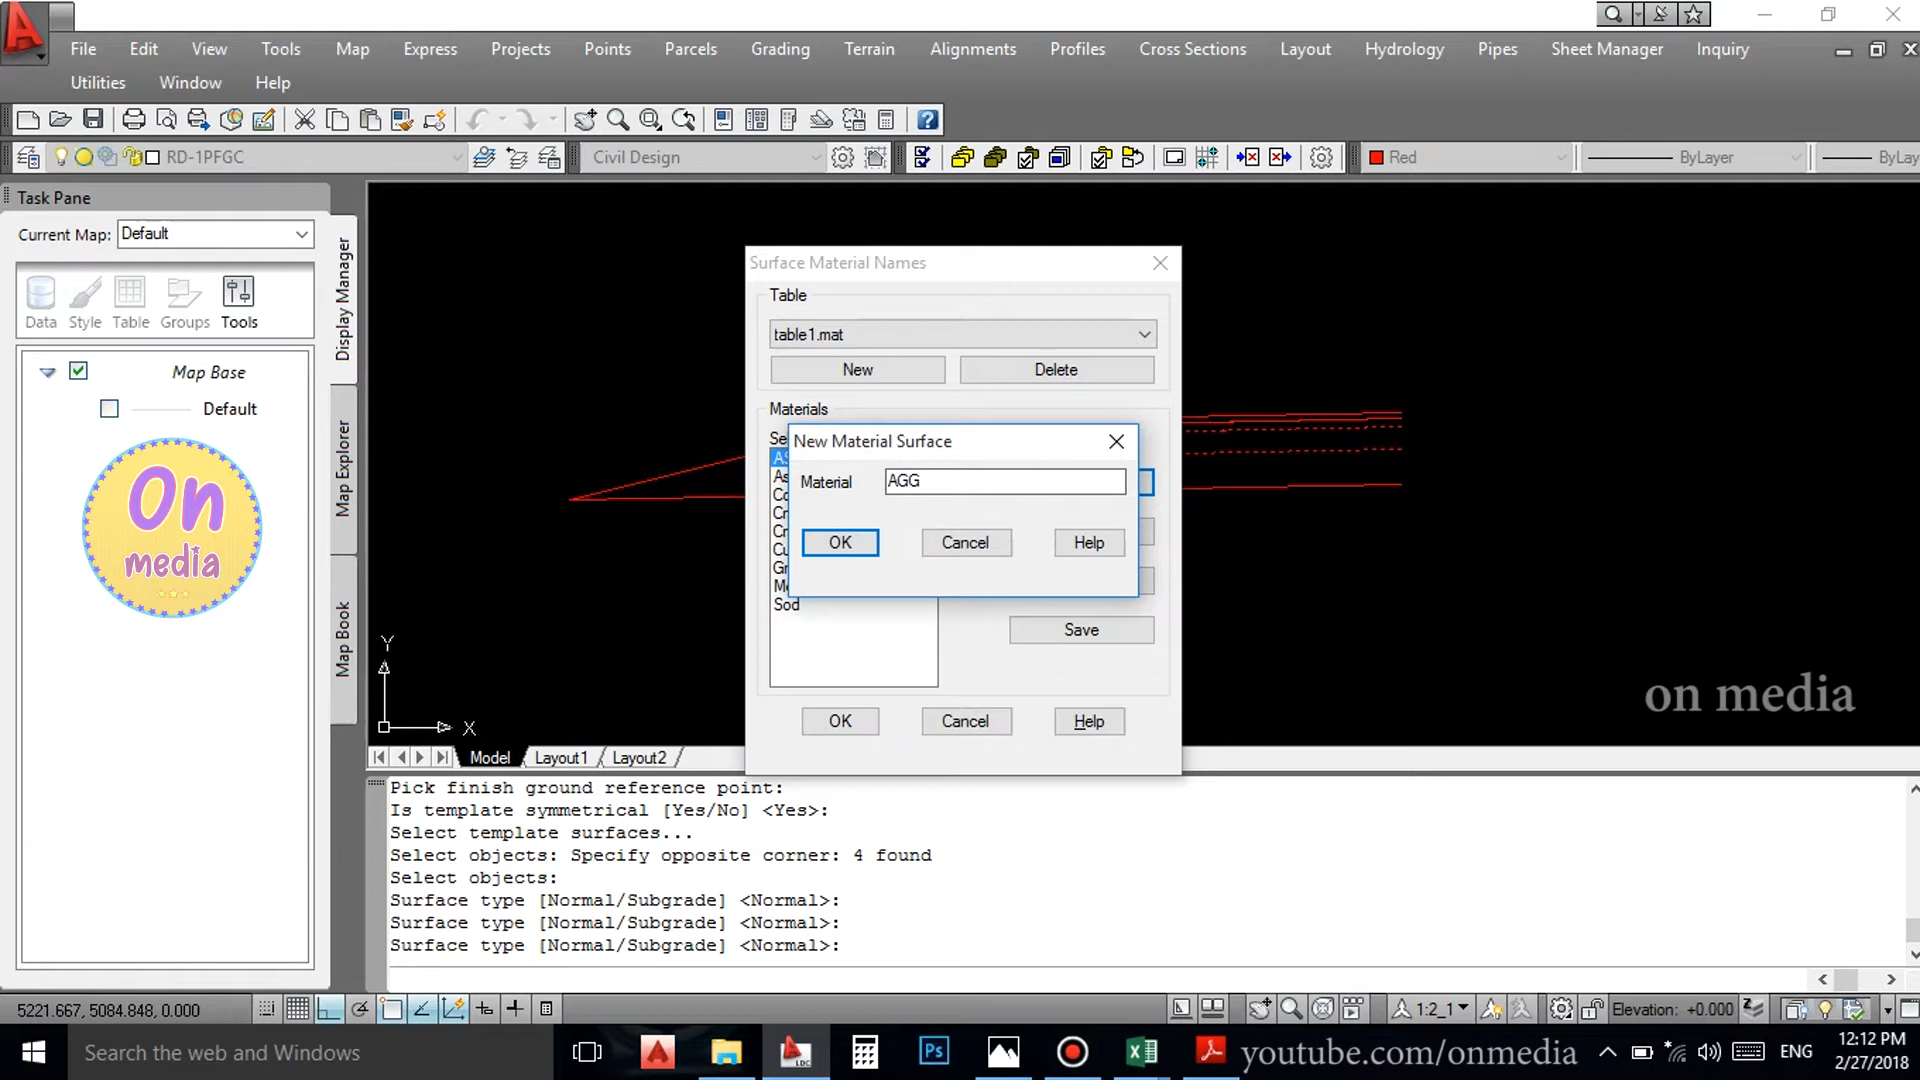 File Edit View Tools Map Express Projects Points Parcels Grading Terrain Alignments Profiles Cross Sections Layout Hydrology Pipes Sheet Manager Inquiry
Utilities Window Help
RD-1PFGC Civil Design Red ByLayer ByLay
Task Pane
Current Map: Default
Data Style Table Groups Tools
Display Manager
Map Explorer
Map Book
Map Base
Default
On
media
Surface Material Names
Table
table1.mat
New Delete
Materials
Se
New Material Surface
Material AGG
OK Cancel Help
Sod
Save
OK Cancel Help
Y
X
on media
Model Layout1 Layout2
Pick finish ground reference point:
Is template symmetrical [Yes/No] <Yes>:
Select template surfaces...
Select objects: Specify opposite corner: 4 found
Select objects:
Surface type [Normal/Subgrade] <Normal>:
Surface type [Normal/Subgrade] <Normal>:
Surface type [Normal/Subgrade] <Normal>:
5221.667, 5084.848, 0.000 1:2_1 Elevation: +0.000
Search the web and Windows
LDC
Ps
youtube.com/onmedia
ENG
12:12 PM
2/27/2018